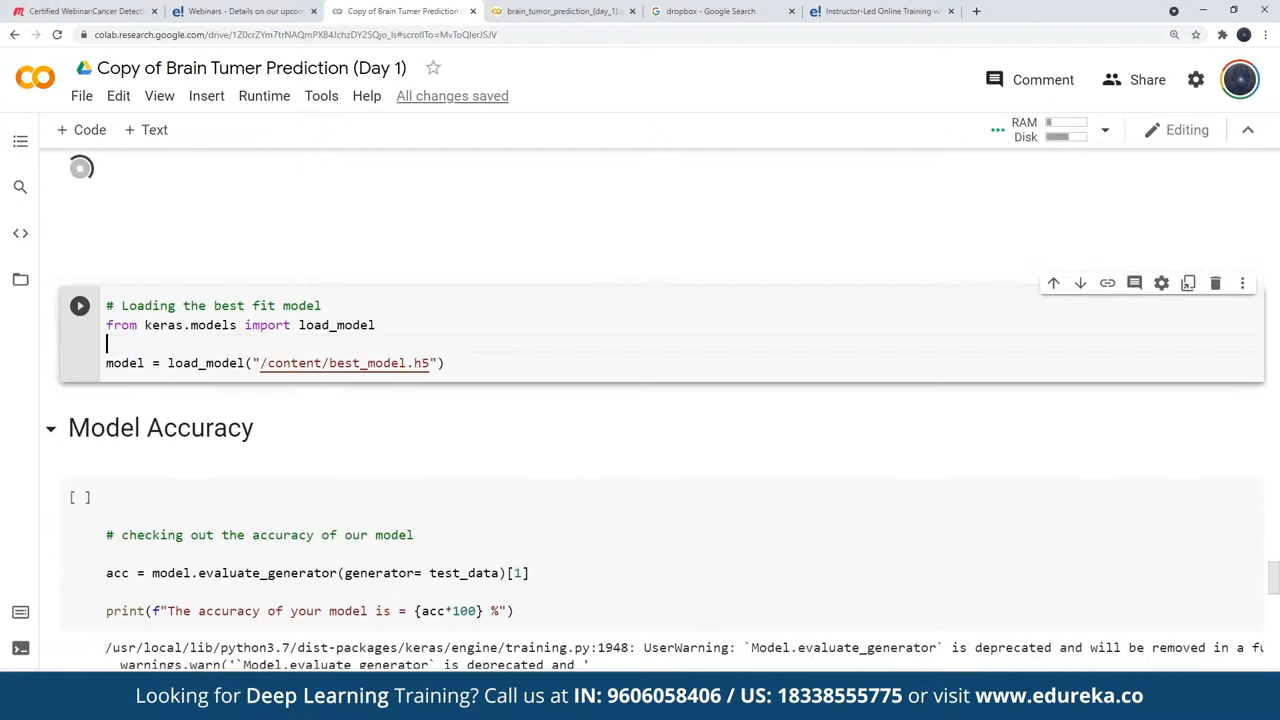 Certified Webinar:Cancer Detecti
Webinars - Details on our upcom
Copy of Brain Tumer Prediction
brain_tumor_prediction_(day_1).
dropbox - Google Search
Instructor-Led Online Training wi
colab.research.google.com/drive/1Z0crZYm7trNAQmPXB4JchzDY2SQjo_Is#scrollTo=MvToQIerJSJV
CO
Copy of Brain Tumer Prediction (Day 1)
Comment
Share
File Edit View Insert Runtime Tools Help All changes saved
+ Code + Text
RAM
Disk
Editing
# Loading the best fit model
from keras.models import load_model
model = load_model("/content/best_model.h5")
Model Accuracy
[ ]
# checking out the accuracy of our model
acc = model.evaluate_generator(generator= test_data)[1]
print(f"The accuracy of your model is = {acc*100} %")
/usr/local/lib/python3.7/dist-packages/keras/engine/training.py:1948: UserWarning: `Model.evaluate_generator` is deprecated and will be removed in a fu
warnings.warn('`Model.evaluate_generator` is deprecated and '
Looking for Deep Learning Training? Call us at IN: 9606058406 / US: 18338555775 or visit www.edureka.co